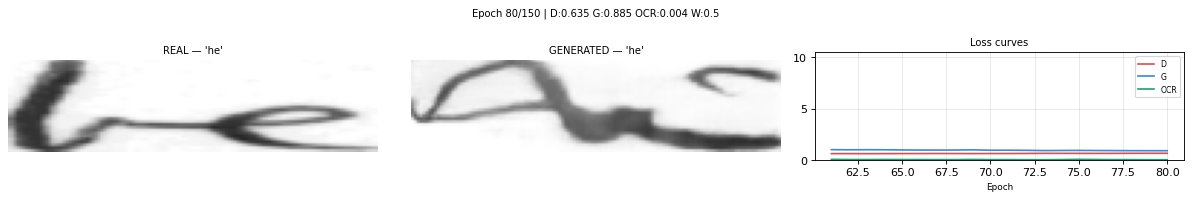 Epoch 80/150 | D:0.635 G:0.885 OCR:0.004 W:0.5
REAL — 'he'
GENERATED — 'he'
Loss curves
10
5
0
D
G
OCR
62.5 65.0 67.5 70.0 72.5 75.0 77.5 80.0
Epoch